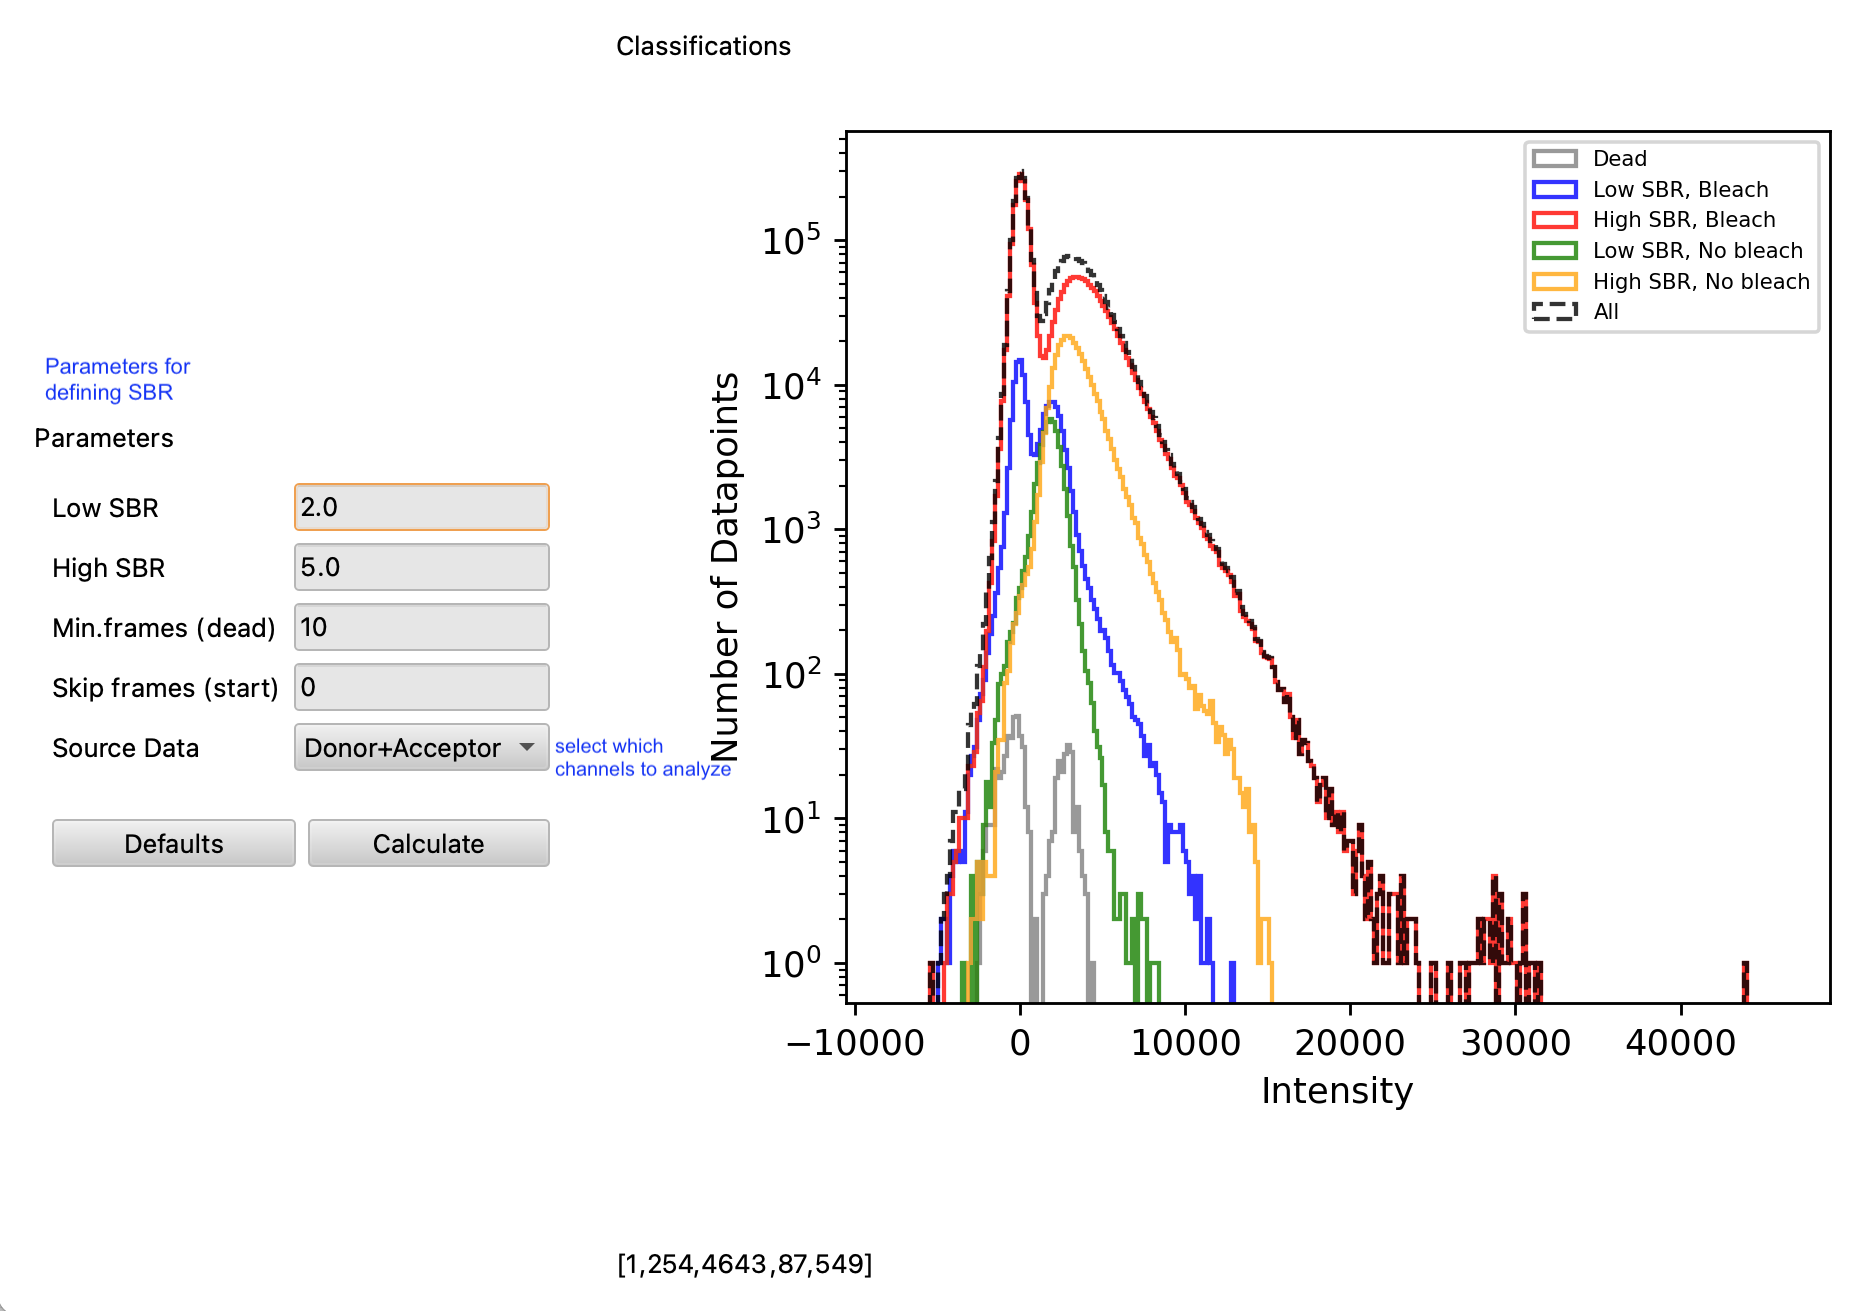 Classifications
Parameters for
defining SBR
Parameters
Low SBR 2.0
High SBR 5.0
Min.frames (dead) 10
Skip frames (start) 0
Source Data Donor+Acceptor
select which
channels to analyze
Defaults Calculate
Number of Datapoints
10⁵
10⁴
10³
10²
10¹
10⁰
Dead
Low SBR, Bleach
High SBR, Bleach
Low SBR, No bleach
High SBR, No bleach
All
−10000 0 10000 20000 30000 40000
Intensity
[1,254,4643,87,549]